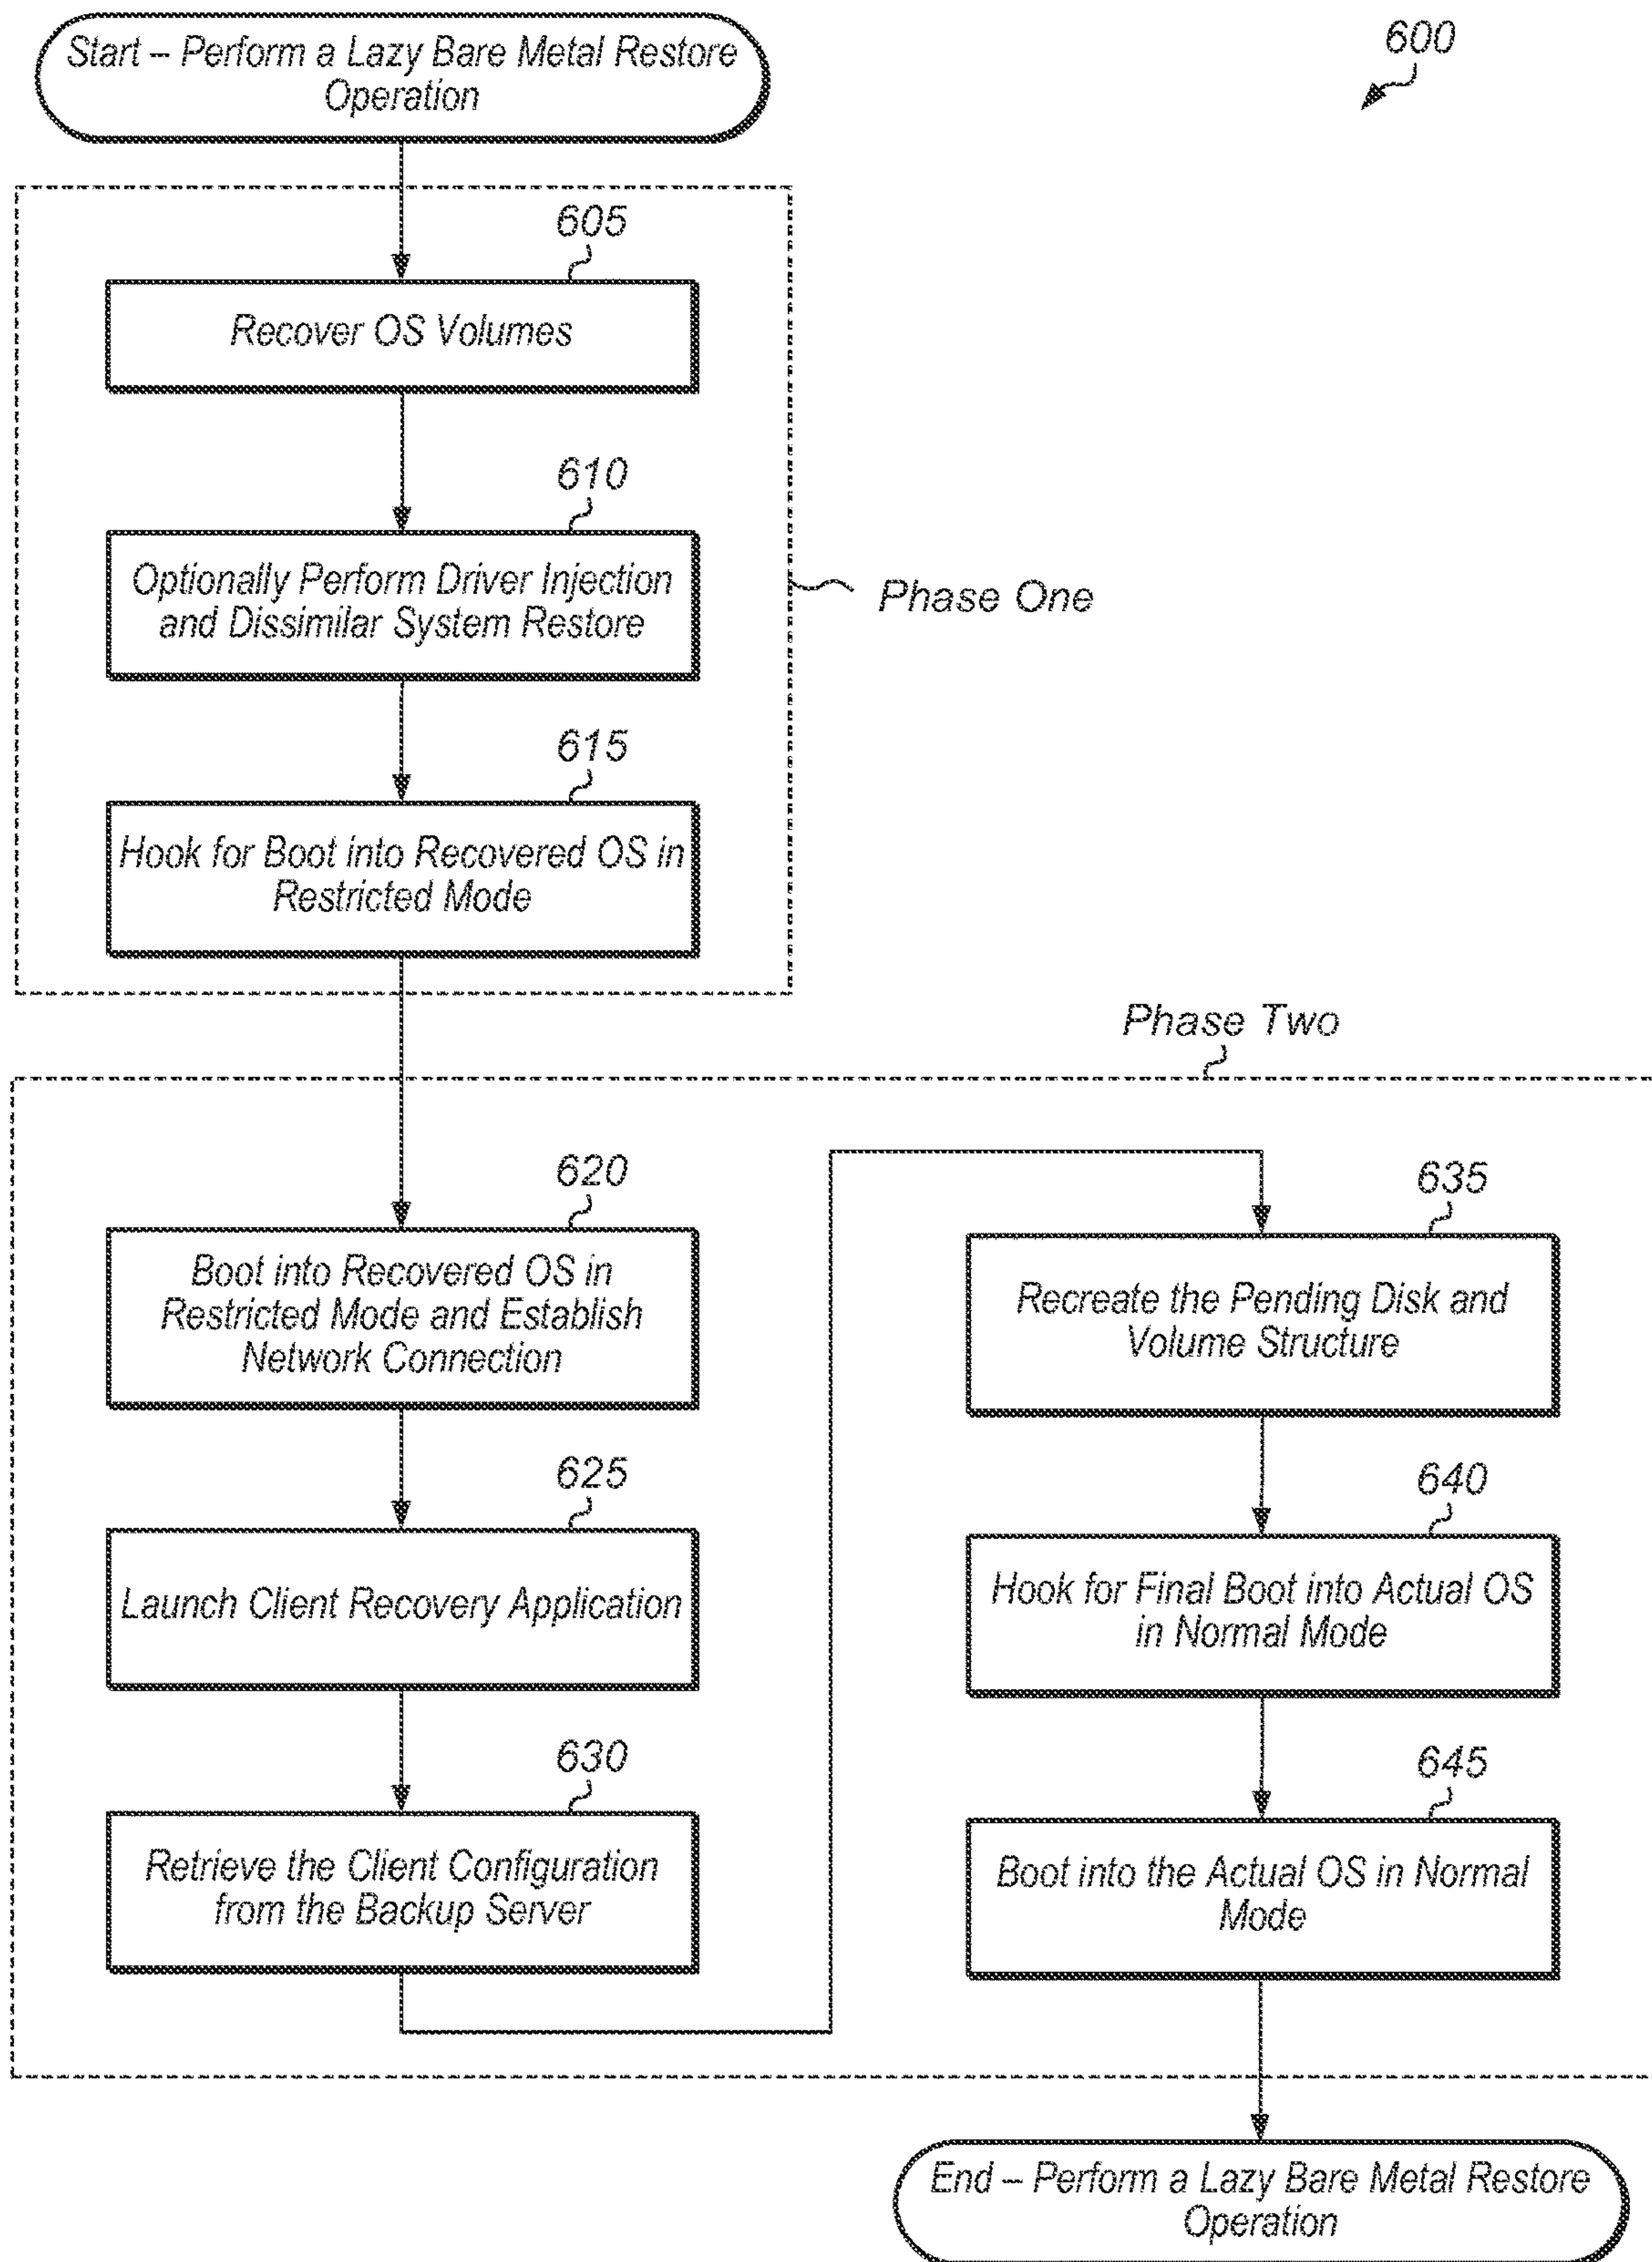 Start – Perform a Lazy Bare Metal Restore
Operation
600
605
Recover OS Volumes
610
Optionally Perform Driver Injection
and Dissimilar System Restore
Phase One
615
Hook for Boot into Recovered OS in
Restricted Mode
Phase Two
620
Boot into Recovered OS in
Restricted Mode and Establish
Network Connection
625
Launch Client Recovery Application
630
Retrieve the Client Configuration
from the Backup Server
635
Recreate the Pending Disk and
Volume Structure
640
Hook for Final Boot into Actual OS
in Normal Mode
645
Boot into the Actual OS in Normal
Mode
End – Perform a Lazy Bare Metal Restore
Operation